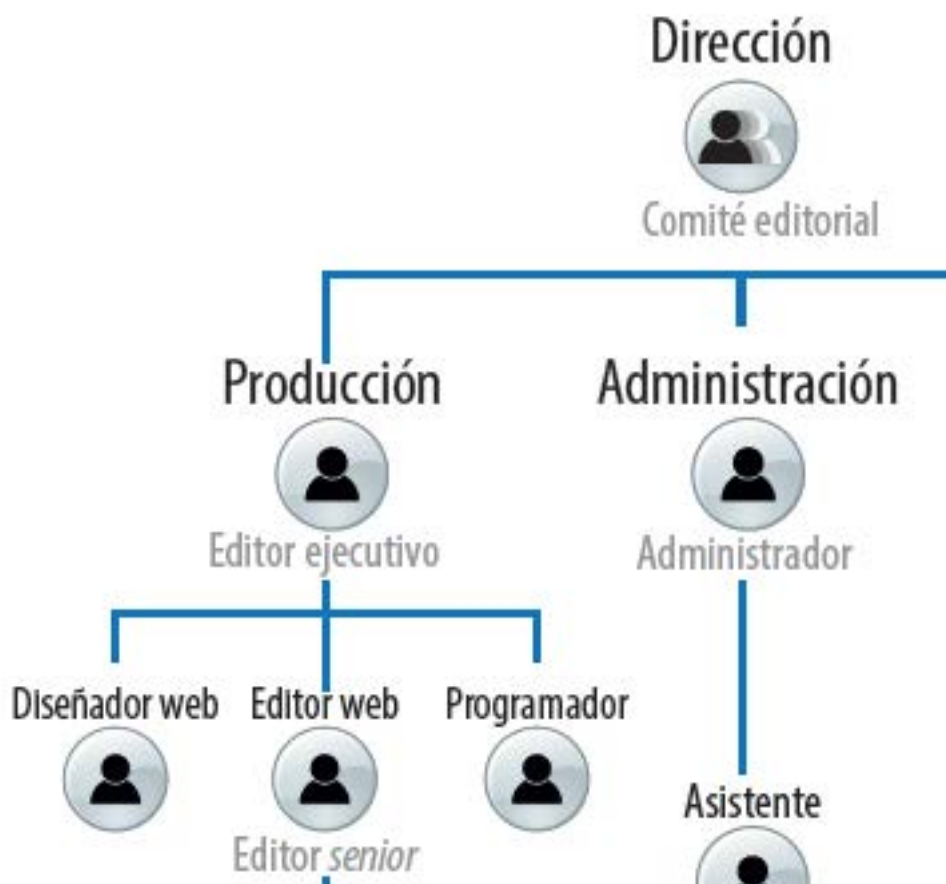 Dirección
Comité editorial
Producción
Administración
Editor ejecutivo
Administrador
Diseñador web
Editor web
Programador
Editor senior
Asistente